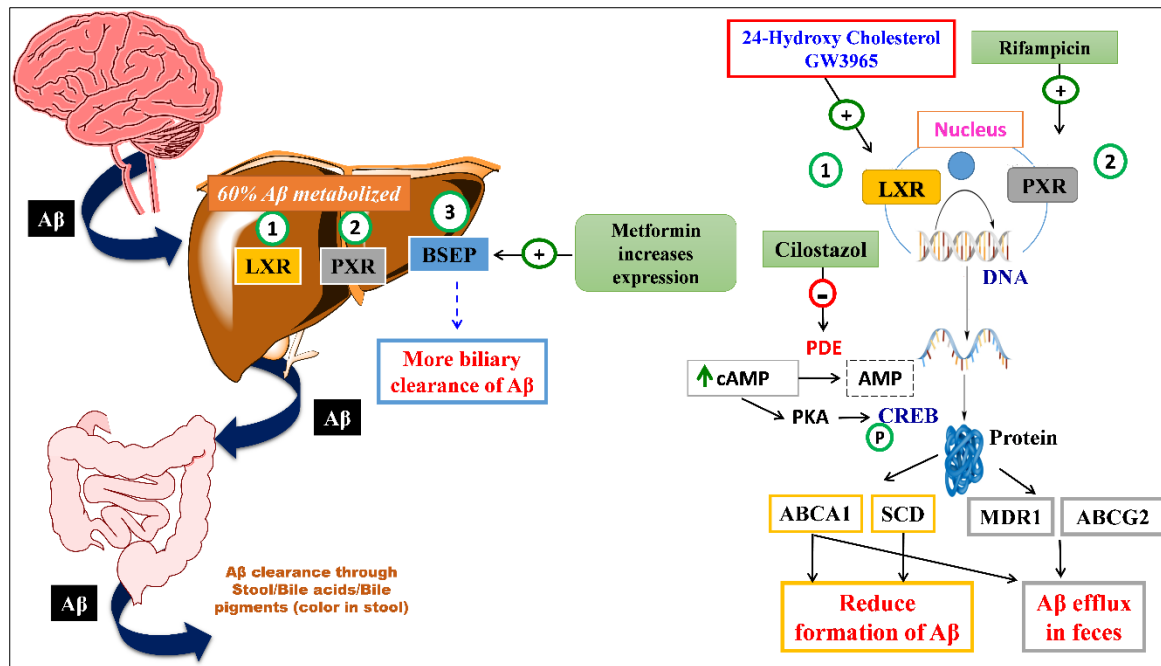 Aβ
60% Aβ metabolized
1
2
3
LXR
PXR
BSEP
+
Metformin
increases
expression
More biliary
clearance of Aβ
Aβ
Aβ
Aβ clearance through
Stool/Bile acids/Bile
pigments (color in stool)
24-Hydroxy Cholesterol
GW3965
Rifampicin
+
+
Nucleus
1
2
LXR
PXR
DNA
Cilostazol
-
PDE
cAMP
AMP
PKA
CREB
P
Protein
ABCA1
SCD
MDR1
ABCG2
Reduce
formation of Aβ
Aβ efflux
in feces